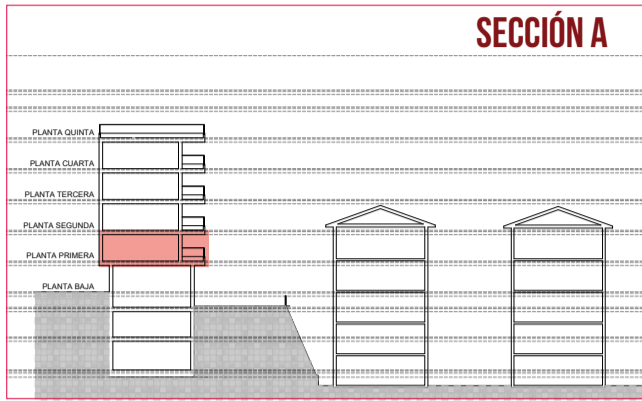 SECCIÓN A
PLANTA QUINTA
PLANTA CUARTA
PLANTA TERCERA
PLANTA SEGUNDA
PLANTA PRIMERA
PLANTA BAJA